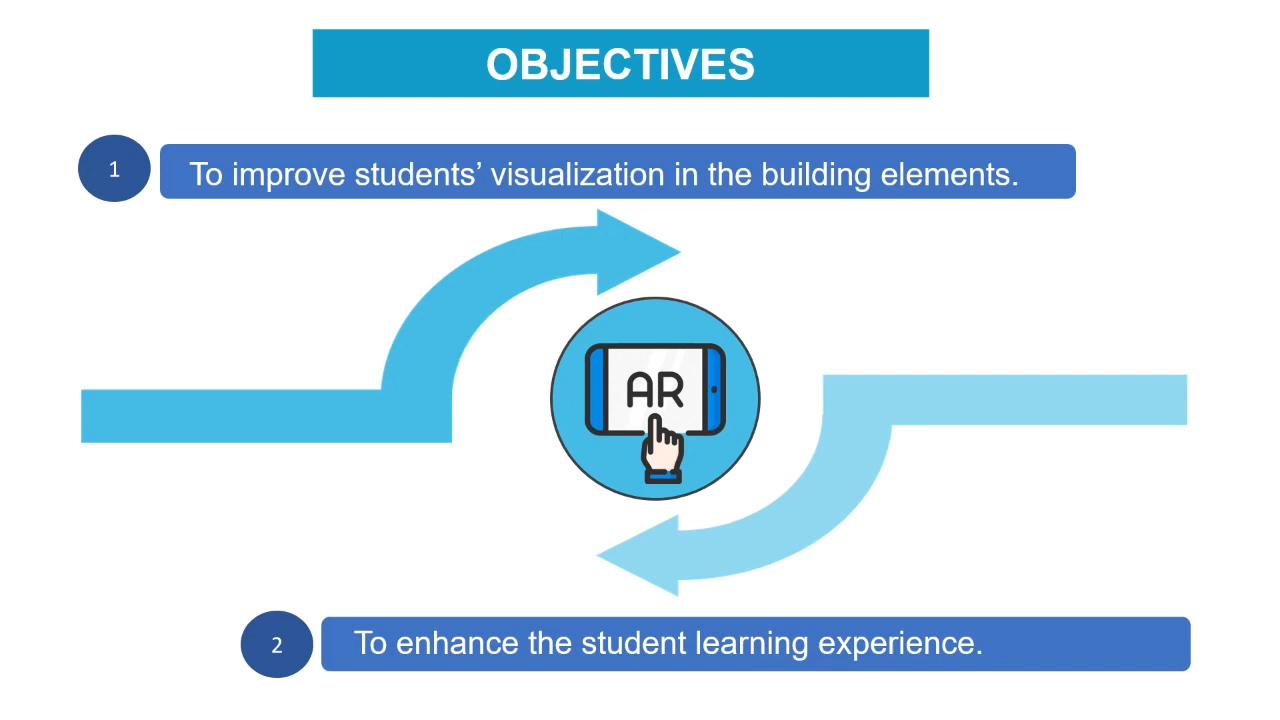 OBJECTIVES
1
To improve students’ visualization in the building elements.
AR
2
To enhance the student learning experience.